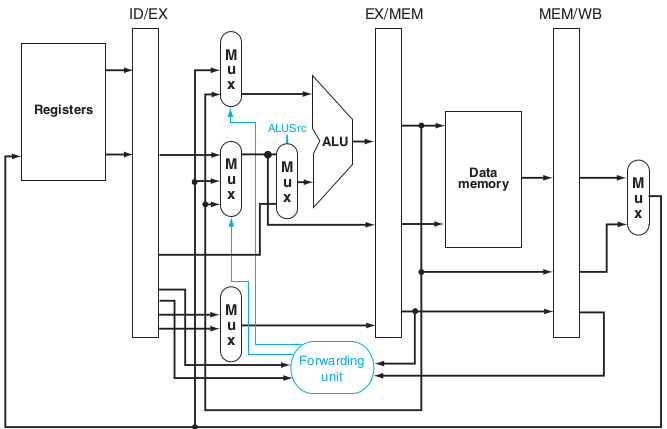 ID/EX
EX/MEM
MEM/WB
Registers
M
u
x
ALUSrc
M
u
x
M
u
x
ALU
Data
memory
M
u
x
M
u
x
Forwarding
unit